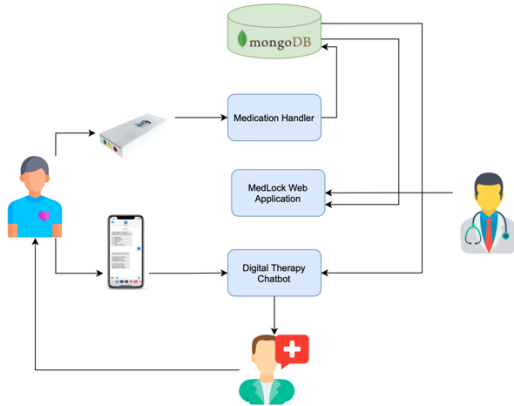 mongoDB
Medication Handler
MedLock Web
Application
Digital Therapy
Chatbot